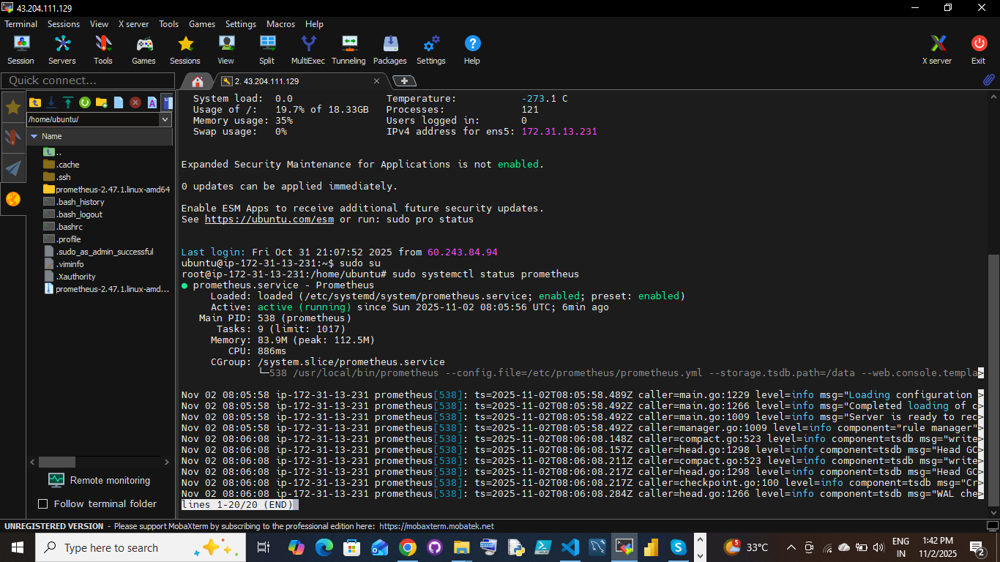 43.204.111.129
Terminal Sessions View X server Tools Games Settings Macros Help
Session Servers Tools Games Sessions View Split MultiExec Tunneling Packages Settings Help X server Exit
Quick connect...
2. 43.204.111.129
/home/ubuntu/
Name
..
.cache
.ssh
prometheus-2.47.1.linux-amd64
.bash_history
.bash_logout
.bashrc
.profile
.sudo_as_admin_successful
.viminfo
.Xauthority
prometheus-2.47.1.linux-amd...
Remote monitoring
Follow terminal folder
System load: 0.0 Temperature: -273.1 C
Usage of /: 19.7% of 18.33GB Processes: 121
Memory usage: 35% Users logged in: 0
Swap usage: 0% IPv4 address for ens5: 172.31.13.231
Expanded Security Maintenance for Applications is not enabled.
0 updates can be applied immediately.
Enable ESM Apps to receive additional future security updates.
See https://ubuntu.com/esm or run: sudo pro status
Last login: Fri Oct 31 21:07:52 2025 from 60.243.84.94
ubuntu@ip-172-31-13-231:~$ sudo su
root@ip-172-31-13-231:/home/ubuntu# sudo systemctl status prometheus
● prometheus.service - Prometheus
Loaded: loaded (/etc/systemd/system/prometheus.service; enabled; preset: enabled)
Active: active (running) since Sun 2025-11-02 08:05:56 UTC; 6min ago
Main PID: 538 (prometheus)
Tasks: 9 (limit: 1017)
Memory: 83.9M (peak: 112.5M)
CPU: 886ms
CGroup: /system.slice/prometheus.service
└─538 /usr/local/bin/prometheus --config.file=/etc/prometheus/prometheus.yml --storage.tsdb.path=/data --web.console.templa>
Nov 02 08:05:58 ip-172-31-13-231 prometheus[538]: ts=2025-11-02T08:05:58.489Z caller=main.go:1229 level=info msg="Loading configuration >
Nov 02 08:05:58 ip-172-31-13-231 prometheus[538]: ts=2025-11-02T08:05:58.492Z caller=main.go:1266 level=info msg="Completed loading of c>
Nov 02 08:05:58 ip-172-31-13-231 prometheus[538]: ts=2025-11-02T08:05:58.492Z caller=main.go:1009 level=info msg="Server is ready to rec>
Nov 02 08:05:58 ip-172-31-13-231 prometheus[538]: ts=2025-11-02T08:05:58.492Z caller=manager.go:1009 level=info component="rule manager">
Nov 02 08:06:08 ip-172-31-13-231 prometheus[538]: ts=2025-11-02T08:06:08.148Z caller=compact.go:523 level=info component=tsdb msg="write>
Nov 02 08:06:08 ip-172-31-13-231 prometheus[538]: ts=2025-11-02T08:06:08.157Z caller=head.go:1298 level=info component=tsdb msg="Head GC>
Nov 02 08:06:08 ip-172-31-13-231 prometheus[538]: ts=2025-11-02T08:06:08.211Z caller=compact.go:523 level=info component=tsdb msg="write>
Nov 02 08:06:08 ip-172-31-13-231 prometheus[538]: ts=2025-11-02T08:06:08.217Z caller=head.go:1298 level=info component=tsdb msg="Head GC>
Nov 02 08:06:08 ip-172-31-13-231 prometheus[538]: ts=2025-11-02T08:06:08.217Z caller=checkpoint.go:100 level=info component=tsdb msg="Cr>
Nov 02 08:06:08 ip-172-31-13-231 prometheus[538]: ts=2025-11-02T08:06:08.284Z caller=head.go:1266 level=info component=tsdb msg="WAL che>
lines 1-20/20 (END)
UNREGISTERED VERSION - Please support MobaXterm by subscribing to the professional edition here: https://mobaxterm.mobatek.net
Type here to search
5 33°C ENG 1:42 PM
IN 11/2/2025 2